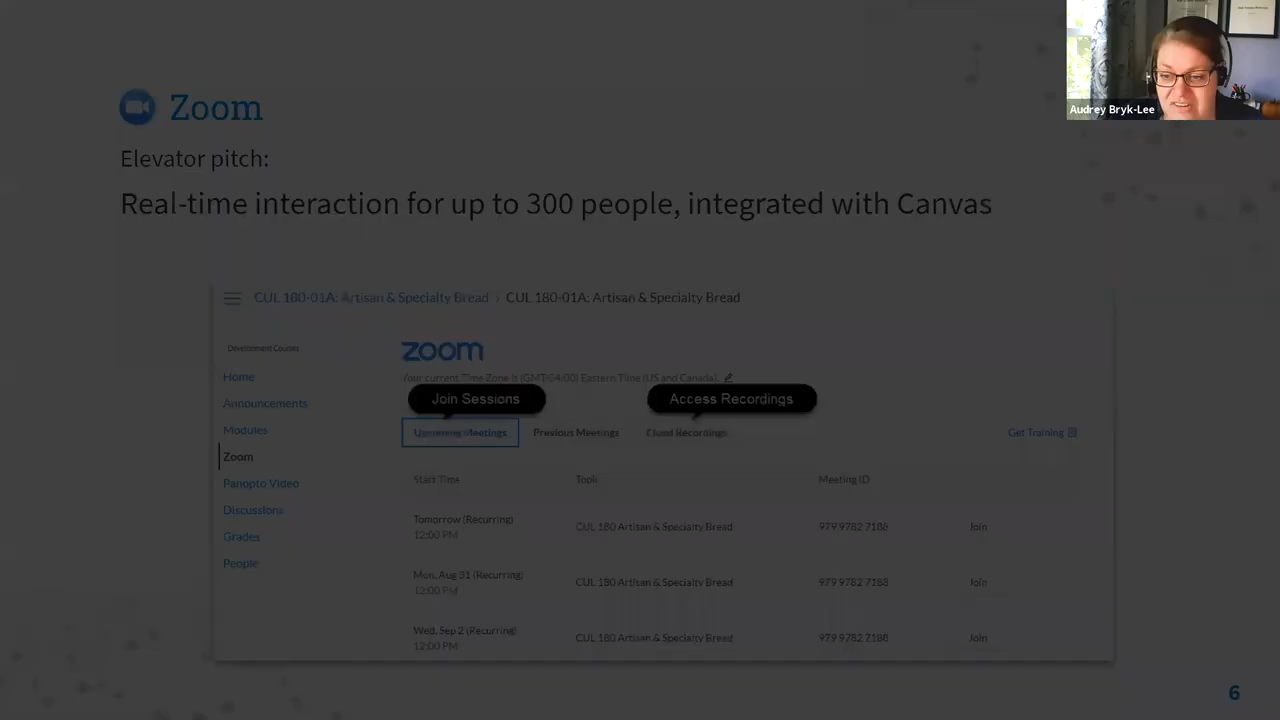 Audrey Bryk-Lee
Zoom
Elevator pitch:
Real-time interaction for up to 300 people, integrated with Canvas
CUL 180-01A: Artisan & Specialty Bread › CUL 180-01A: Artisan & Specialty Bread
Development Courses
Home
Announcements
Modules
Zoom
Panopto Video
Discussions
Grades
People
zoom
Your current Time Zone is (GMT-04:00) Eastern Time (US and Canada).
Join Sessions
Access Recordings
Upcoming Meetings Previous Meetings Cloud Recordings Get Training
Start Time Topic Meeting ID
Tomorrow (Recurring)
12:00 PM
CUL 180 Artisan & Specialty Bread 979 9782 7188 Join
Mon, Aug 31 (Recurring)
12:00 PM
CUL 180 Artisan & Specialty Bread 979 9782 7188 Join
Wed, Sep 2 (Recurring)
12:00 PM
CUL 180 Artisan & Specialty Bread 979 9782 7188 Join
6